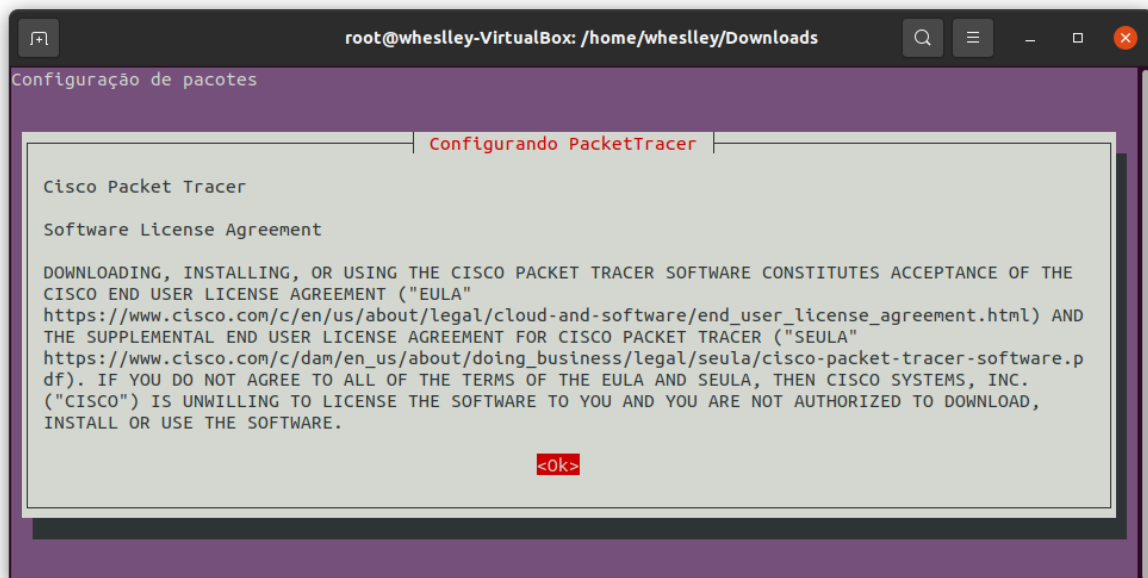 root@wheslley-VirtualBox: /home/wheslley/Downloads
Configuração de pacotes
Configurando PacketTracer
Cisco Packet Tracer
Software License Agreement
DOWNLOADING, INSTALLING, OR USING THE CISCO PACKET TRACER SOFTWARE CONSTITUTES ACCEPTANCE OF THE
CISCO END USER LICENSE AGREEMENT ("EULA"
https://www.cisco.com/c/en/us/about/legal/cloud-and-software/end_user_license_agreement.html) AND
THE SUPPLEMENTAL END USER LICENSE AGREEMENT FOR CISCO PACKET TRACER ("SEULA"
https://www.cisco.com/c/dam/en_us/about/doing_business/legal/seula/cisco-packet-tracer-software.p
df). IF YOU DO NOT AGREE TO ALL OF THE TERMS OF THE EULA AND SEULA, THEN CISCO SYSTEMS, INC.
("CISCO") IS UNWILLING TO LICENSE THE SOFTWARE TO YOU AND YOU ARE NOT AUTHORIZED TO DOWNLOAD,
INSTALL OR USE THE SOFTWARE.
<Ok>